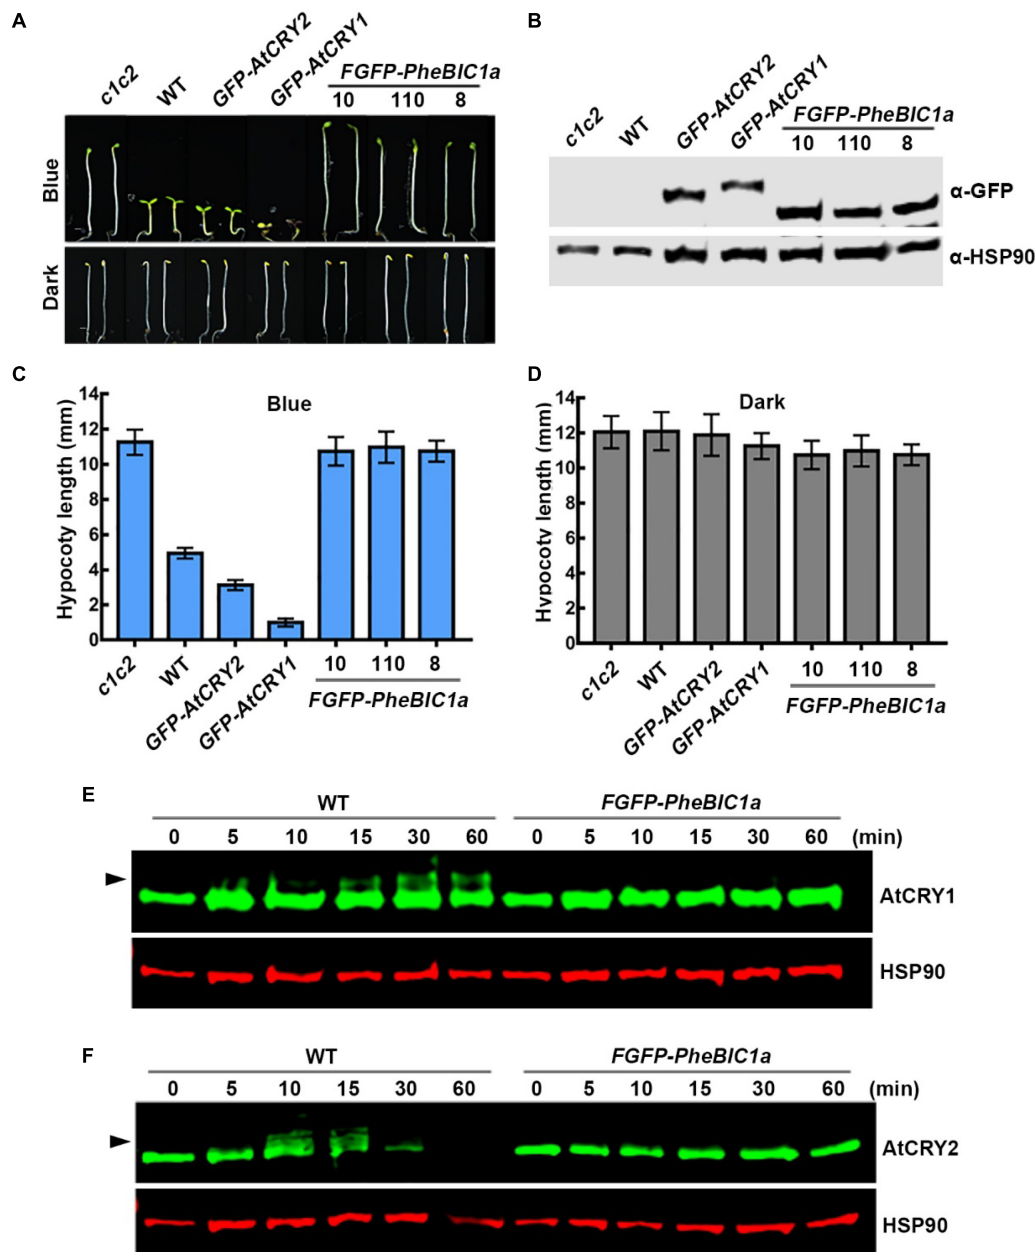 A
c1c2
WT
GFP-AtCRY2
GFP-AtCRY1
FGFP-PheBIC1a
10 110 8
Blue
Dark
B
c1c2
WT
GFP-AtCRY2
GFP-AtCRY1
FGFP-PheBIC1a
10 110 8
α-GFP
α-HSP90
C
Blue
Hypocoty length (mm)
14
12
10
8
6
4
2
0
c1c2
WT
GFP-AtCRY2
GFP-AtCRY1
10 110 8
FGFP-PheBIC1a
D
Dark
Hypocoty length (mm)
14
12
10
8
6
4
2
0
c1c2
WT
GFP-AtCRY2
GFP-AtCRY1
10 110 8
FGFP-PheBIC1a
E
WT FGFP-PheBIC1a
0 5 10 15 30 60 0 5 10 15 30 60 (min)
AtCRY1
HSP90
F
WT FGFP-PheBIC1a
0 5 10 15 30 60 0 5 10 15 30 60 (min)
AtCRY2
HSP90